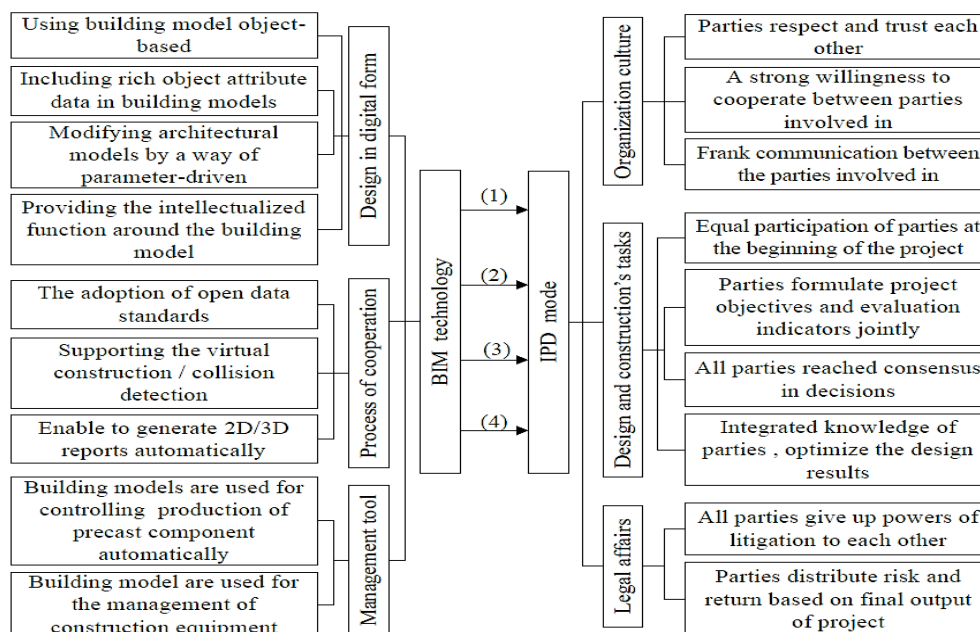 Using building model object-
based
Including rich object attribute
data in building models
Modifying architectural
models by a way of
parameter-driven
Providing the intellectualized
function around the building
model
Design in digital form
The adoption of open data
standards
Supporting the virtual
construction / collision
detection
Enable to generate 2D/3D
reports automatically
Process of cooperation
Building models are used for
controlling production of
precast component
automatically
Building model are used for
the management of
construction equipment
Management tool
BIM technology
(1)
(2)
(3)
(4)
IPD mode
Organization culture
Parties respect and trust each
other
A strong willingness to
cooperate between parties
involved in
Frank communication between
the parties involved in
Design and construction's tasks
Equal participation of parties at
the beginning of the project
Parties formulate project
objectives and evaluation
indicators jointly
All parties reached consensus
in decisions
Integrated knowledge of
parties , optimize the design
results
Legal affairs
All parties give up powers of
litigation to each other
Parties distribute risk and
return based on final output
of project